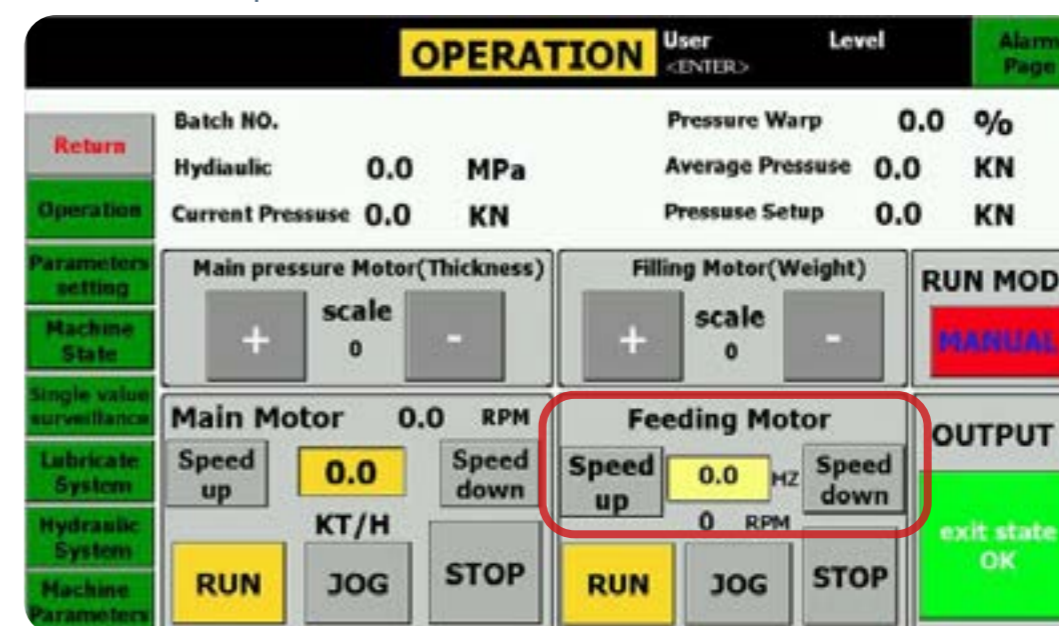 OPERATION
User
<ENTER>
Level
Alarm
Page
Return
Operation
Parameters
setting
Machine
State
Single value
surveillance
Lubricate
System
Hydraulic
System
Machine
Parameters
Batch NO.
Hydiaulic 0.0 MPa
Current Pressuse 0.0 KN
Pressure Warp 0.0 %
Average Pressuse 0.0 KN
Pressuse Setup 0.0 KN
Main pressure Motor(Thickness)
+
scale
0
-
Filling Motor(Weight)
+
scale
0
-
RUN MOD
MANUAL
Main Motor 0.0 RPM
Speed
up
0.0
Speed
down
KT/H
RUN
JOG
STOP
Feeding Motor
Speed
up
0.0 HZ
Speed
down
0 RPM
RUN
JOG
STOP
OUTPUT
exit state
OK